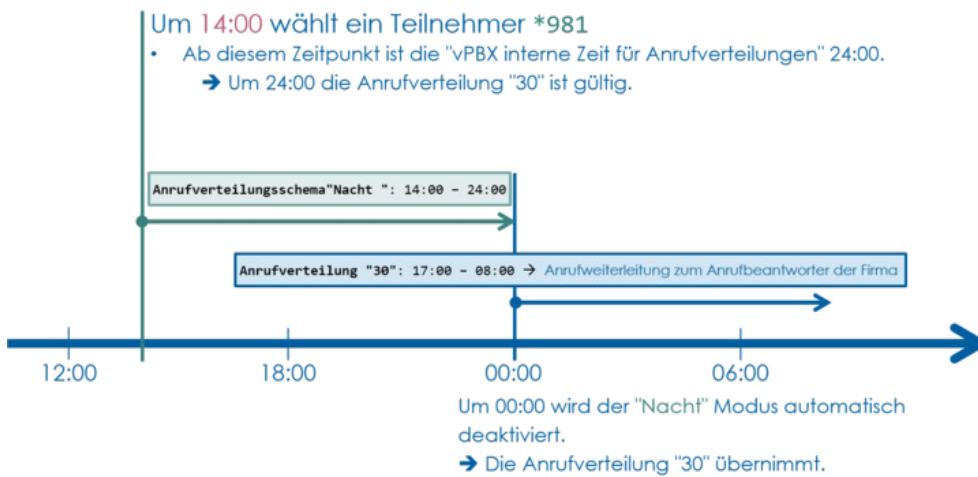 Um 14:00 wählt ein Teilnehmer *981
• Ab diesem Zeitpunkt ist die "vPBX interne Zeit für Anrufverteilungen" 24:00.
➔ Um 24:00 die Anrufverteilung "30" ist gültig.
Anrufverteilungsschema"Nacht ": 14:00 – 24:00
Anrufverteilung "30": 17:00 – 08:00 → Anrufweiterleitung zum Anrufbeantworter der Firma
12:00 18:00 00:00 06:00
Um 00:00 wird der "Nacht" Modus automatisch
deaktiviert.
➔ Die Anrufverteilung "30" übernimmt.